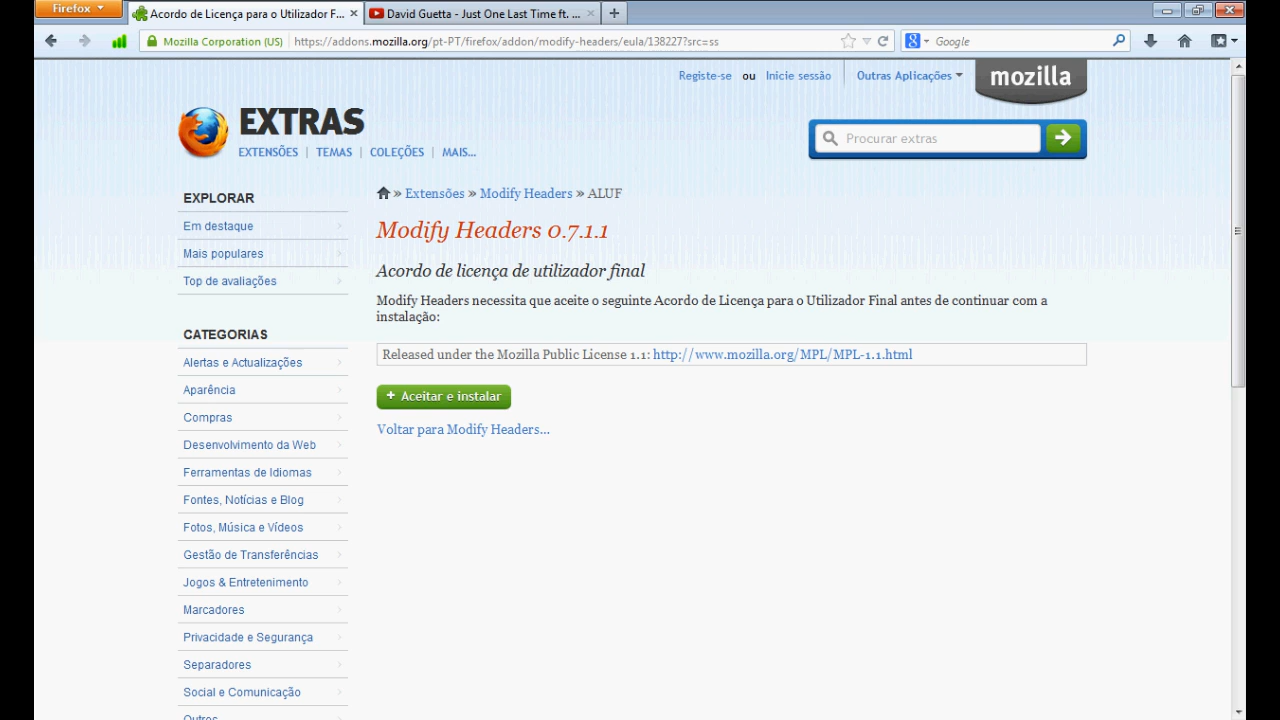 Firefox
Acordo de Licença para o Utilizador F...
David Guetta - Just One Last Time ft. ...
Mozilla Corporation (US)
https://addons.mozilla.org/pt-PT/firefox/addon/modify-headers/eula/138227?src=ss
Google
Registe-se ou Inicie sessão
Outras Aplicações
mozilla
EXTRAS
EXTENSÕES | TEMAS | COLEÇÕES | MAIS...
Procurar extras
EXPLORAR
Em destaque
Mais populares
Top de avaliações
CATEGORIAS
Alertas e Actualizações
Aparência
Compras
Desenvolvimento da Web
Ferramentas de Idiomas
Fontes, Notícias e Blog
Fotos, Música e Vídeos
Gestão de Transferências
Jogos & Entretenimento
Marcadores
Privacidade e Segurança
Separadores
Social e Comunicação
Outros
» Extensões » Modify Headers » ALUF
Modify Headers 0.7.1.1
Acordo de licença de utilizador final
Modify Headers necessita que aceite o seguinte Acordo de Licença para o Utilizador Final antes de continuar com a
instalação:
Released under the Mozilla Public License 1.1: http://www.mozilla.org/MPL/MPL-1.1.html
+ Aceitar e instalar
Voltar para Modify Headers...